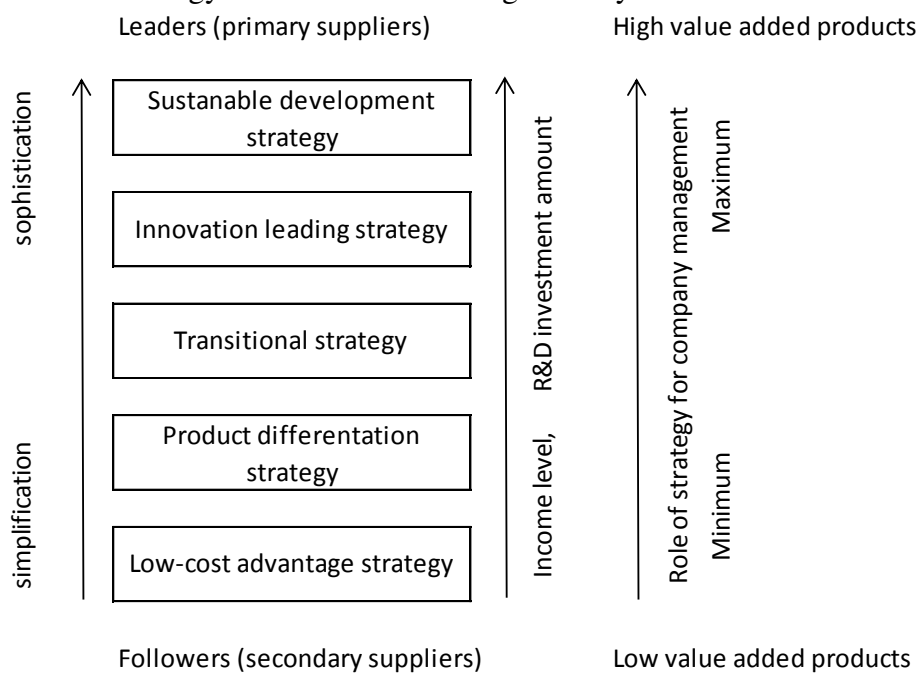 Leaders (primary suppliers)
High value added products
sophistication
simplification
Sustanable development
strategy
Innovation leading strategy
Transitional strategy
Product differentation
strategy
Low-cost advantage strategy
Income level, R&D investment amount
Role of strategy for company management
Minimum Maximum
Followers (secondary suppliers)
Low value added products